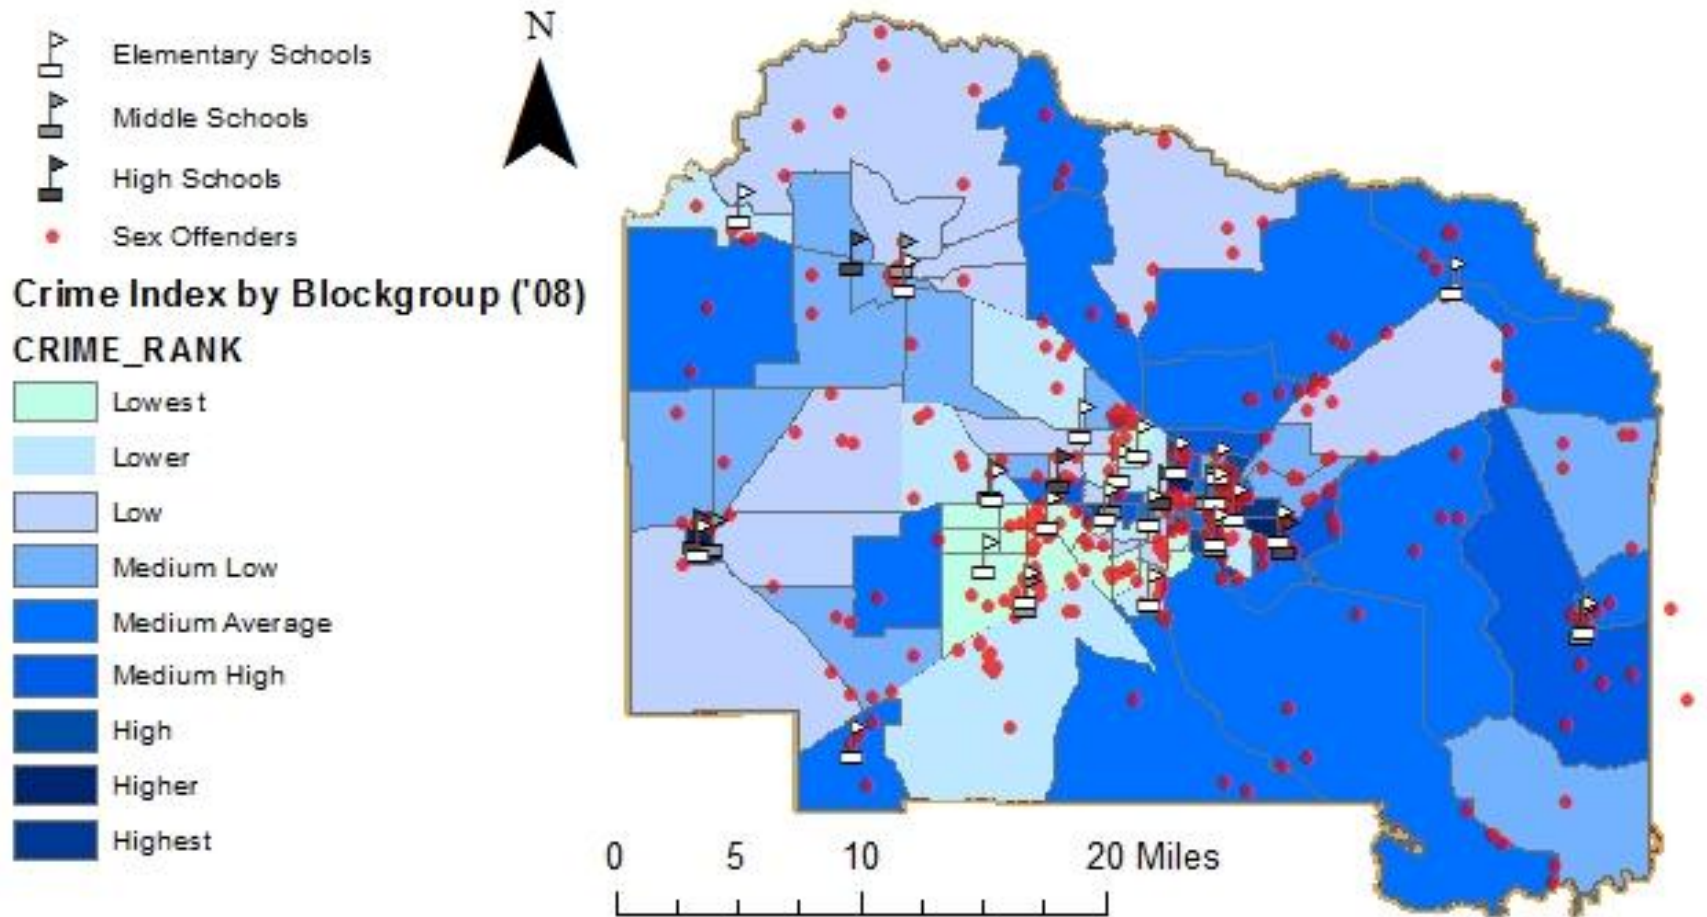 Elementary Schools
Middle Schools
High Schools
Sex Offenders
Crime Index by Blockgroup ('08)
CRIME_RANK
Lowest
Lower
Low
Medium Low
Medium Average
Medium High
High
Higher
Highest
N
0 5 10 20 Miles